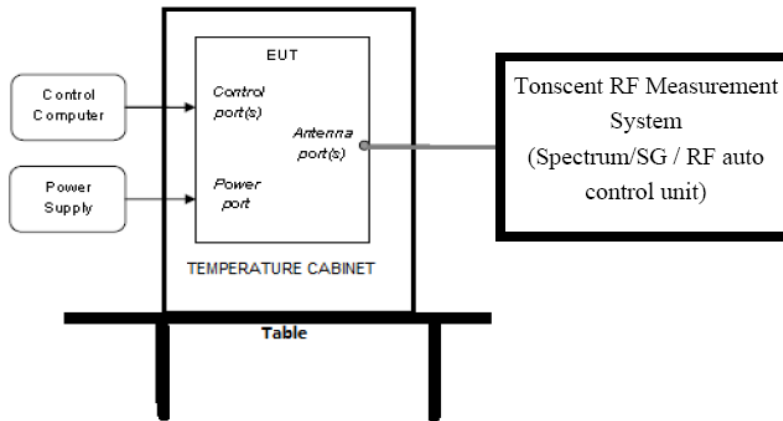 EUT
Control
Computer
Control
port(s)
Antenna
port(s)
Power
Supply
Power
port
TEMPERATURE CABINET
Table
Tonscent RF Measurement
System
(Spectrum/SG / RF auto
control unit)